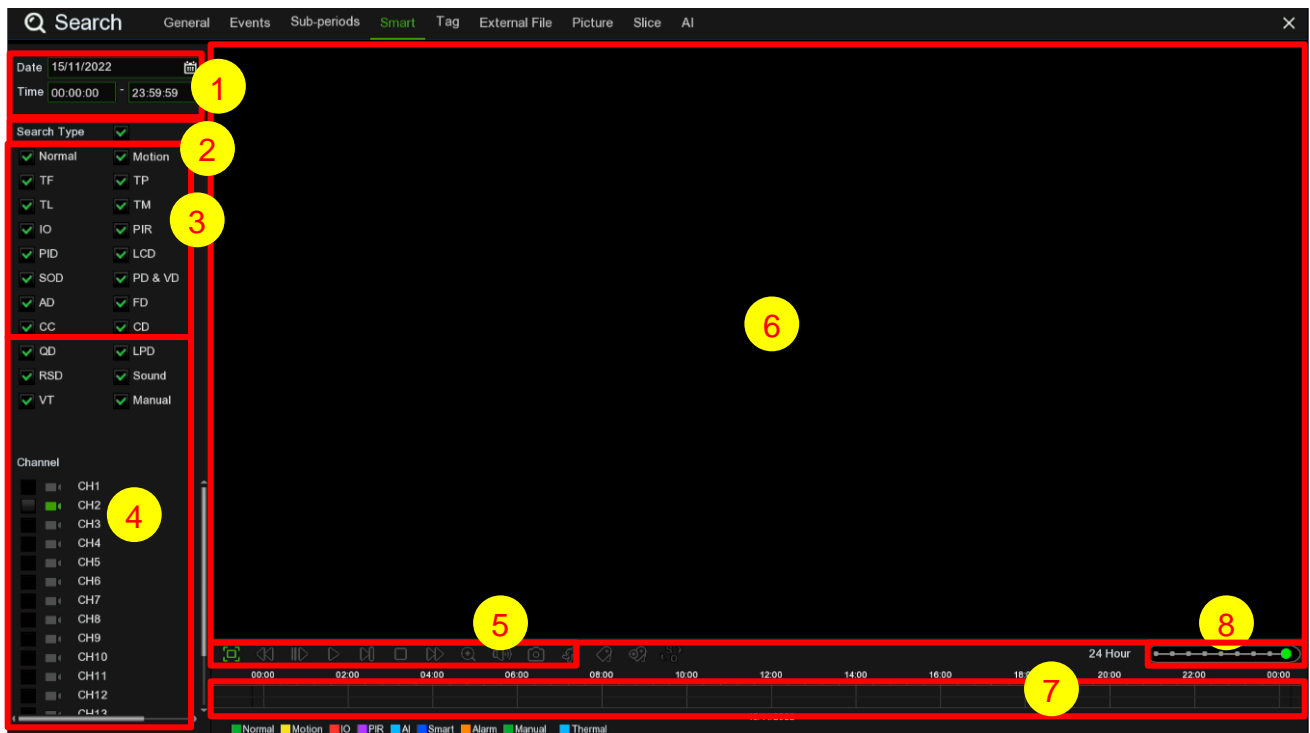 Search General Events Sub-periods Smart Tag External File Picture Slice AI
Date 15/11/2022
Time 00:00:00 - 23:59:59
1
Search Type
2
Normal Motion
TF TP
TL TM
3
IO PIR
PID LCD
SOD PD & VD
AD FD
CC CD
6
QD LPD
RSD Sound
VT Manual
Channel
CH1
CH2
4
CH3
CH4
CH5
CH6
CH7
CH8
CH9
CH10
CH11
CH12
CH13
5
8
24 Hour
00:00 02:00 04:00 06:00 08:00 10:00 12:00 14:00 16:00 18:00 20:00 22:00 00:00
7
Normal Motion IO PIR AI Smart Alarm Manual Thermal